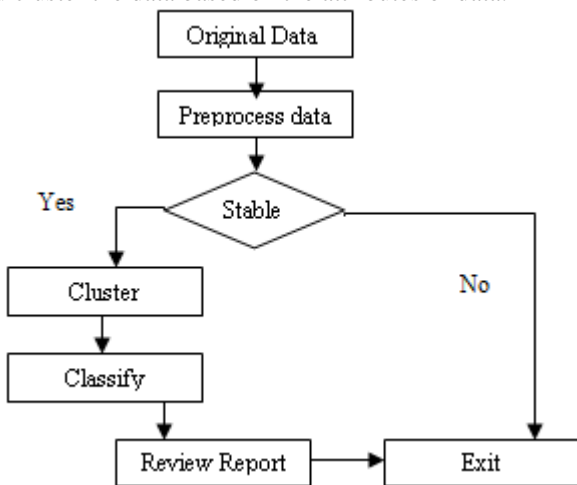 Original Data
Preprocess data
Stable
Yes
No
Cluster
Classify
Review Report
Exit